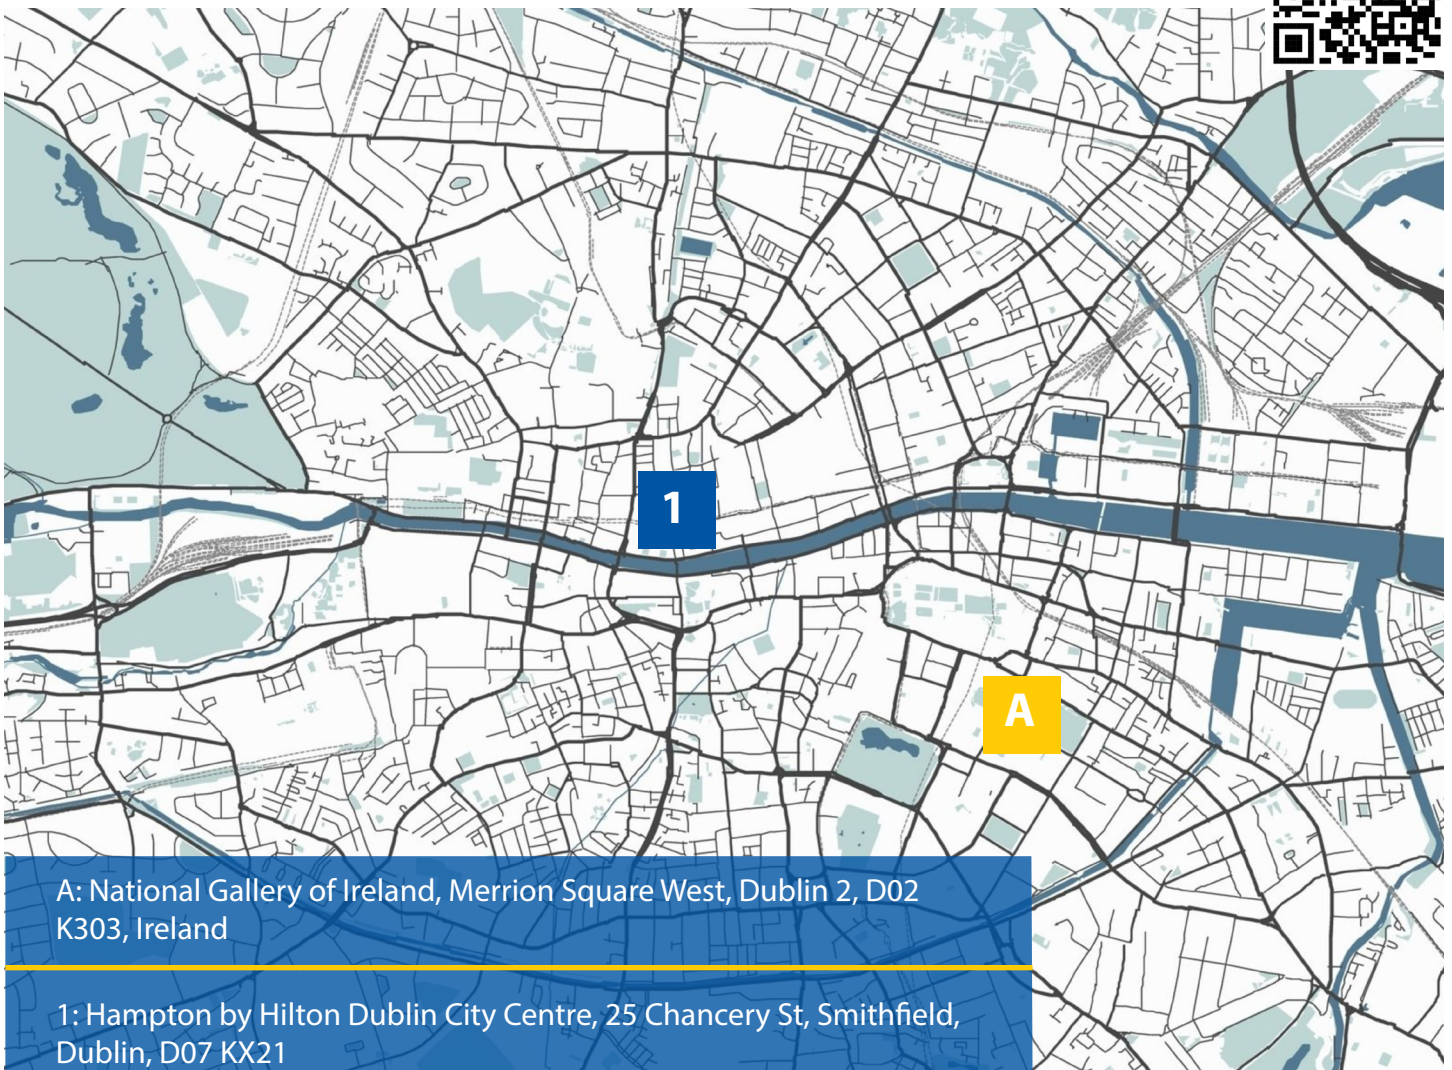 1
A
A: National Gallery of Ireland, Merrion Square West, Dublin 2, D02
K303, Ireland
1: Hampton by Hilton Dublin City Centre, 25 Chancery St, Smithfield,
Dublin, D07 KX21